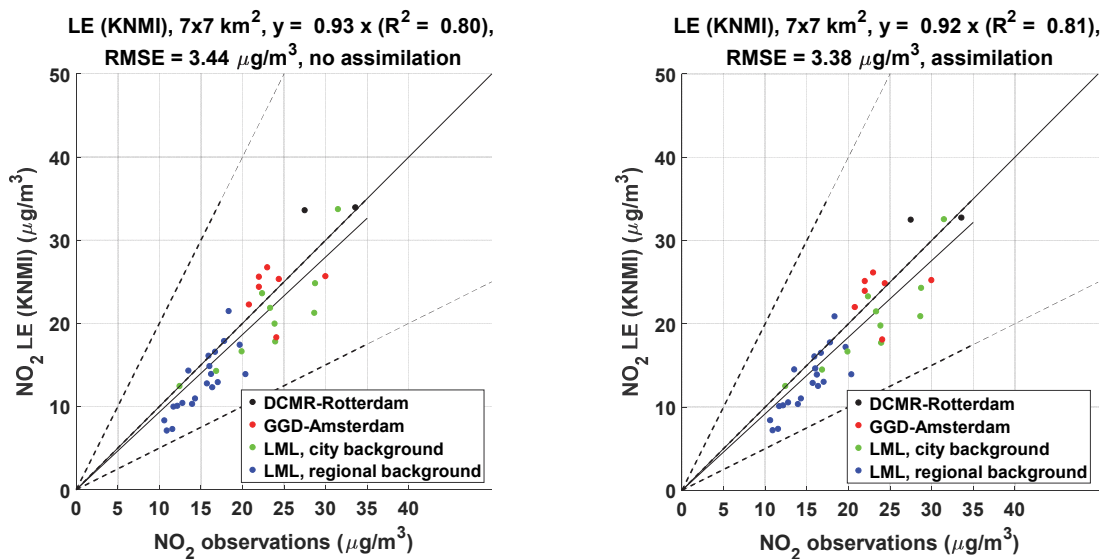 LE (KNMI), 7x7 km², y = 0.93 x (R² = 0.80),
RMSE = 3.44 μg/m³, no assimilation
50
40
30
20
10
0
NO₂ LE (KNMI) (μg/m³)
0 5 10 15 20 25 30 35 40
NO₂ observations (μg/m³)
DCMR-Rotterdam
GGD-Amsterdam
LML, city background
LML, regional background
LE (KNMI), 7x7 km², y = 0.92 x (R² = 0.81),
RMSE = 3.38 μg/m³, assimilation
50
40
30
20
10
0
NO₂ LE (KNMI) (μg/m³)
0 5 10 15 20 25 30 35 40
NO₂ observations (μg/m³)
DCMR-Rotterdam
GGD-Amsterdam
LML, city background
LML, regional background